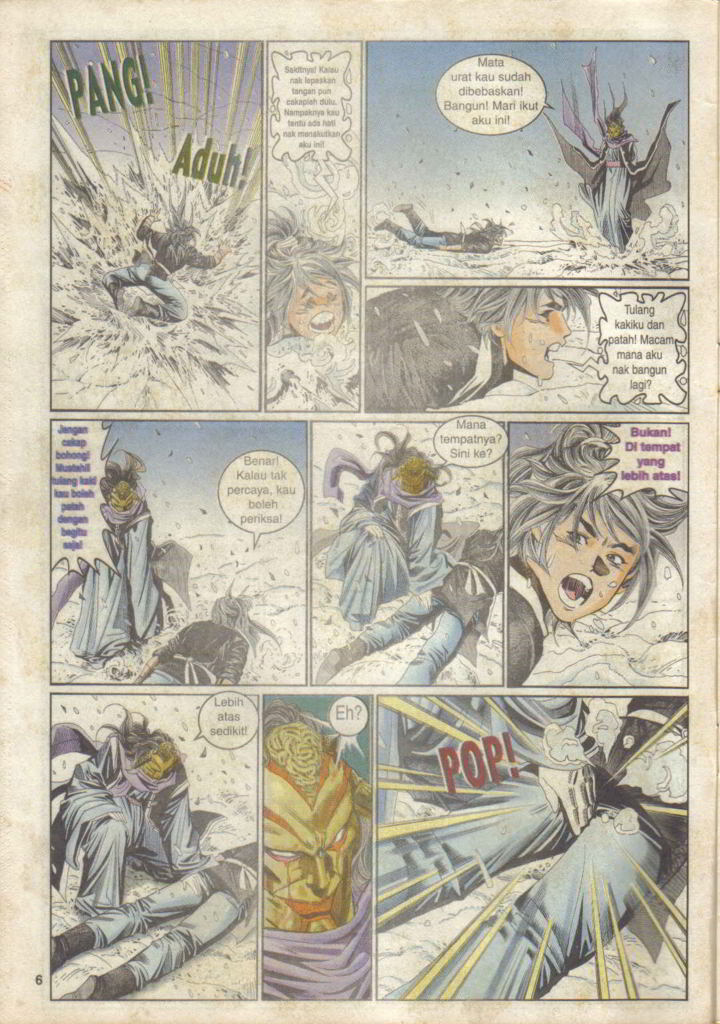 PANG!
Aduh!
Sakitnya! Kalau
nak lepaskan
tangan pun
cakaplah dulu.
Nampaknya kau
tentu ada hati
nak menakutkan
aku ini!
Mata
urat kau sudah
dibebaskan!
Bangun! Mari ikut
aku ini!
Tulang
kakiku dan
patah! Macam
mana aku
nak bangun
lagi?
Jangan
cakap
bohong!
Mustahil
tulang kaki
kau boleh
patah
dengan
begitu
saja!
Benar!
Kalau tak
percaya, kau
boleh
periksa!
Mana
tempatnya?
Sini ke?
Bukan!
Di tempat
yang
lebih atas!
Lebih
atas
sedikit!
Eh?
POP!
6